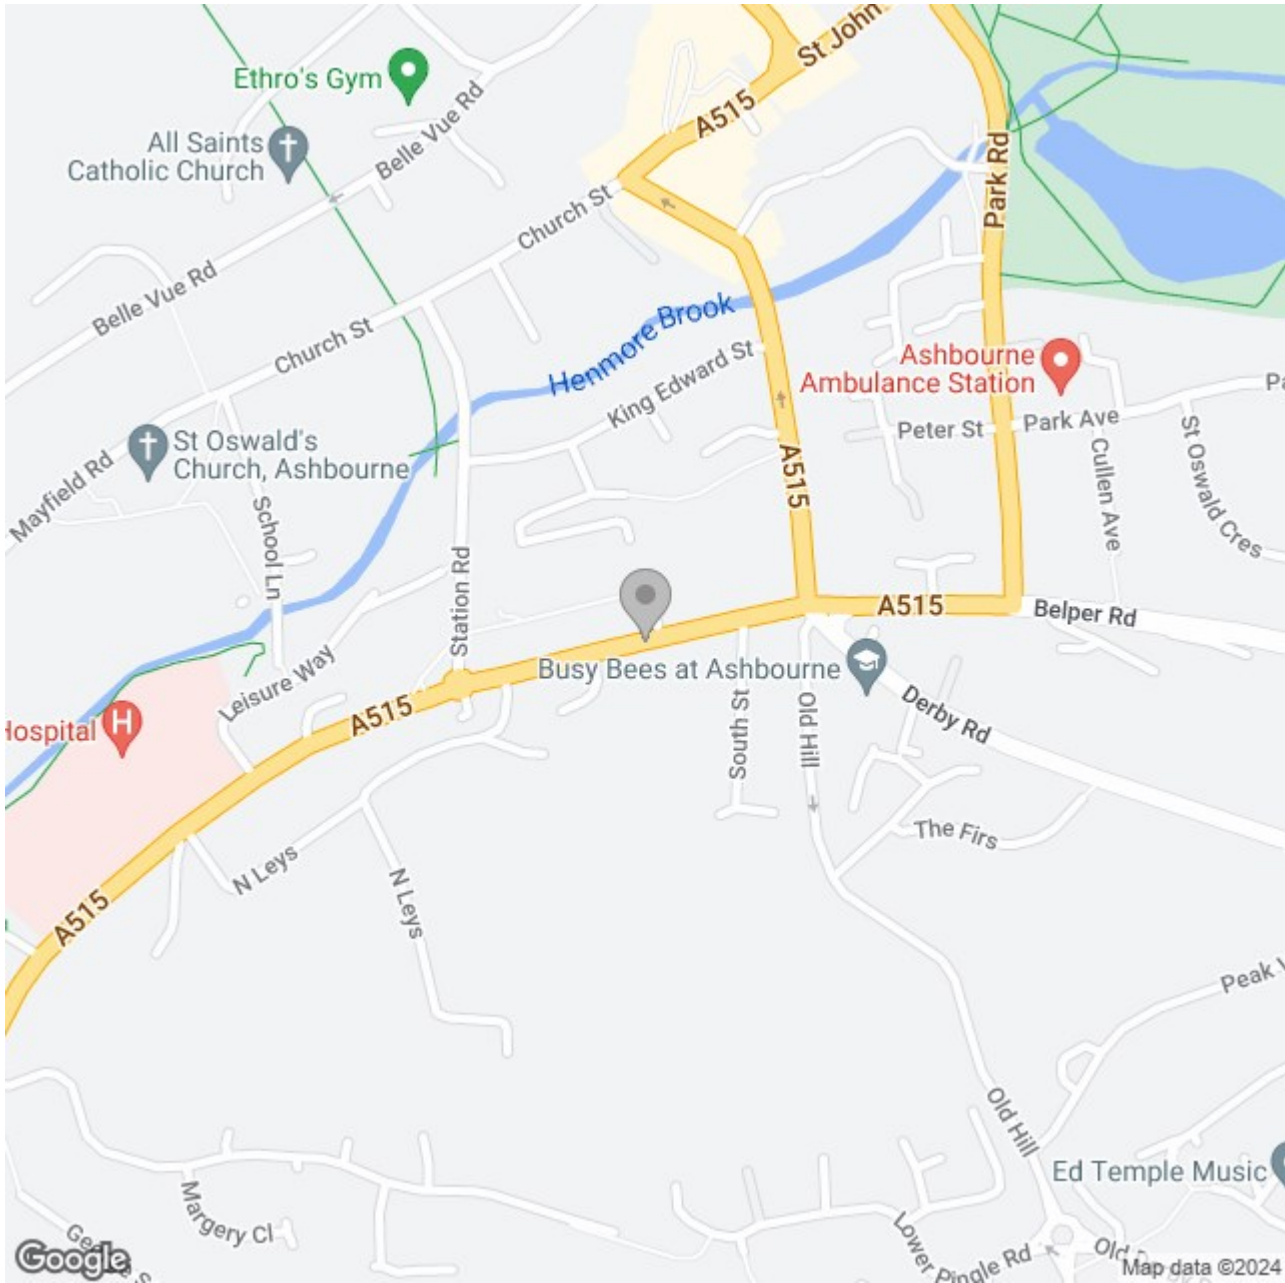 St John
Ethro's Gym
A515
All Saints
Catholic Church
Belle Vue Rd
Park Rd
Church St
Belle Vue Rd
Henmore Brook
Church St
Ashbourne
Ambulance Station
King Edward St
St Oswald's
Church, Ashbourne
Peter St
Park Ave
St Oswald Cres
Mayfield Rd
A515
Cullen Ave
School Ln
Station Rd
A515
Belper Rd
Busy Bees at Ashbourne
Leisure Way
Derby Rd
A515
Hospital
H
South St
Old Hill
The Firs
N Leys
N Leys
A515
Peak
Old Hill
Ed Temple Music
Margery Cl
Lower Pingle Rd
Old
Google
Map data ©2024